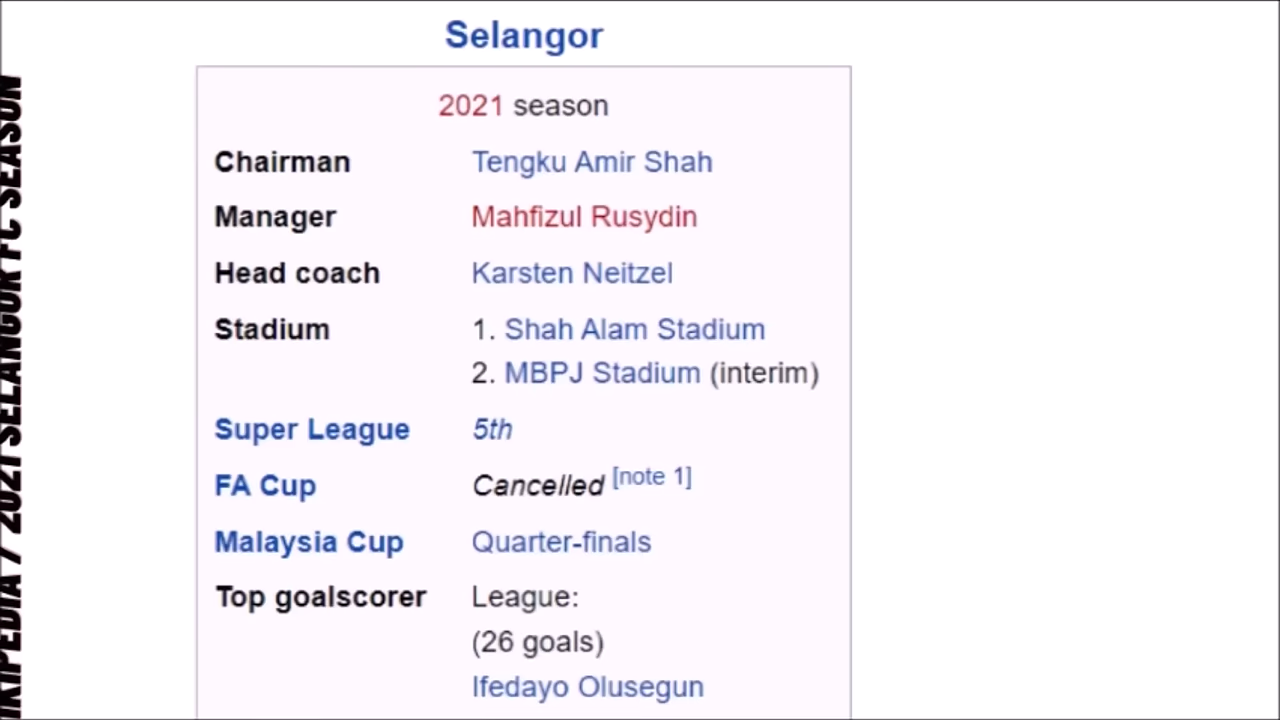 Selangor
2021 season
Chairman Tengku Amir Shah
Manager Mahfizul Rusydin
Head coach Karsten Neitzel
Stadium 1. Shah Alam Stadium
2. MBPJ Stadium (interim)
Super League 5th
FA Cup Cancelled [note 1]
Malaysia Cup Quarter-finals
Top goalscorer League:
(26 goals)
Ifedayo Olusegun
IKIPEDIA / 2021 SELANGOR FC SEASON